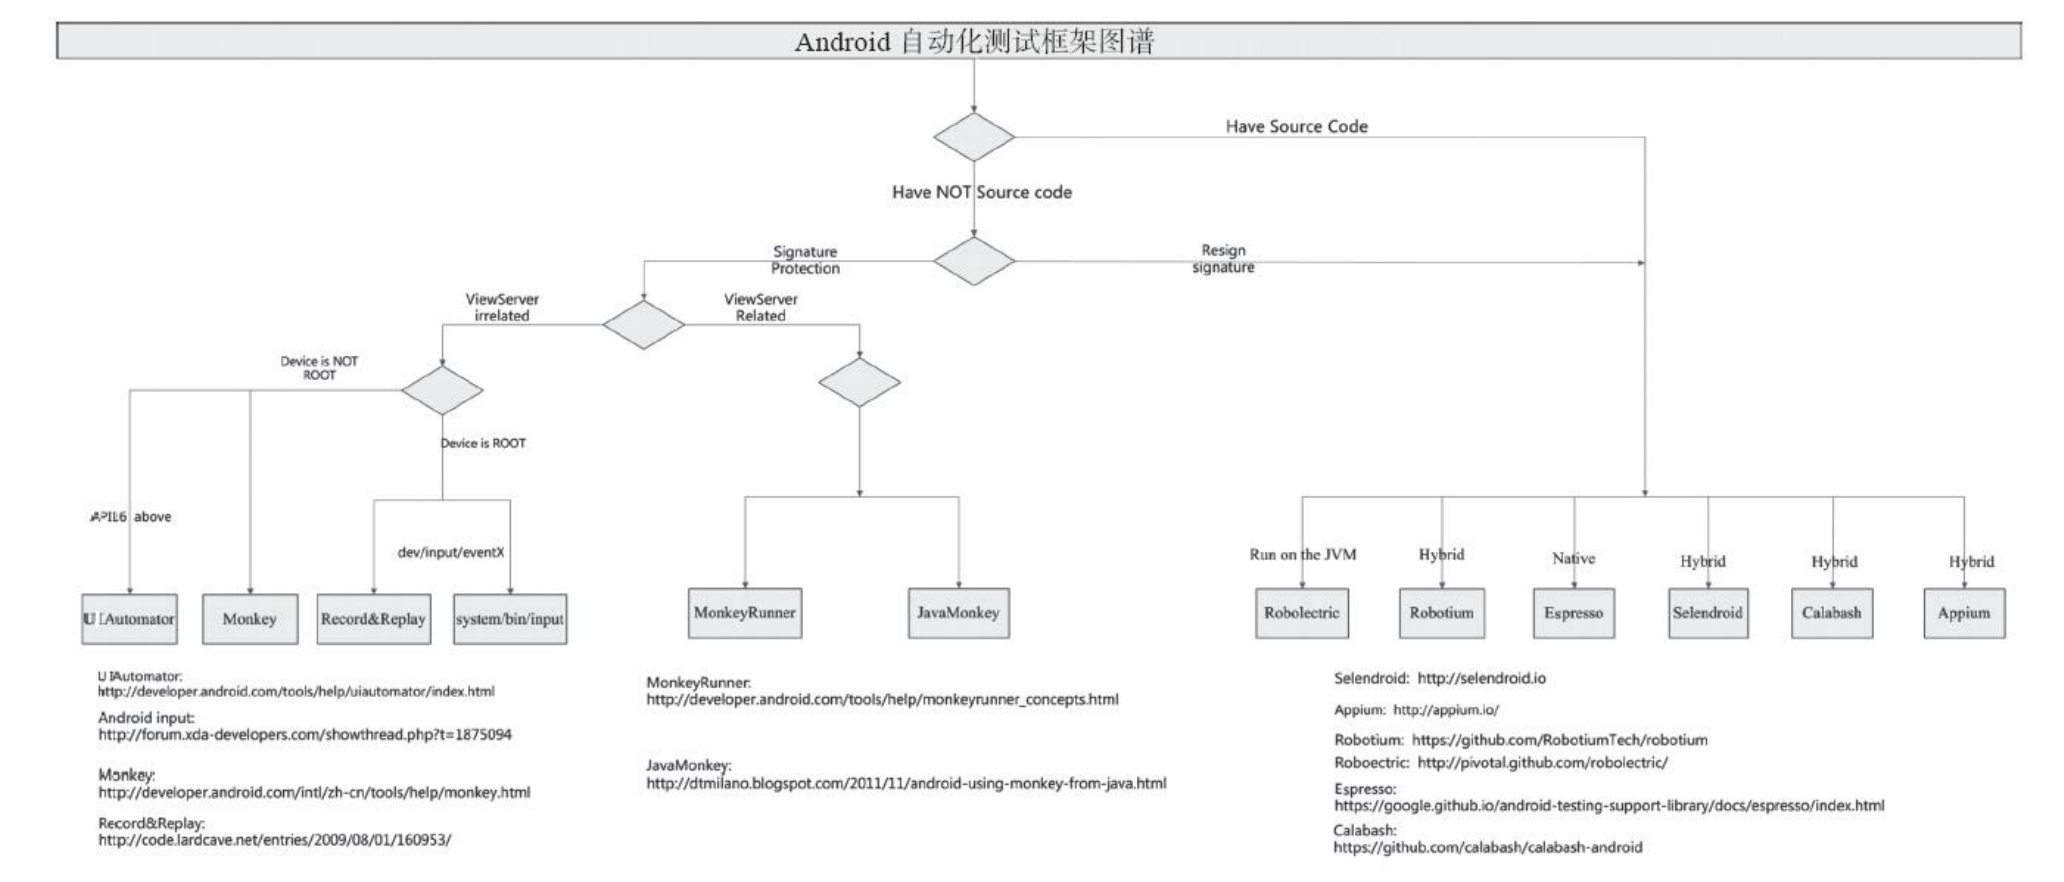 Android 自动化测试框架图谱
Have Source Code
Have NOT Source code
Signature
Protection
Resign
signature
ViewServer
irrelated
ViewServer
Related
Device is NOT
ROOT
Device is ROOT
API16 above
dev/input/eventX
Run on the JVM
Hybrid
Native
Hybrid
Hybrid
Hybrid
UIAutomator
Monkey
Record&Replay
system/bin/input
MonkeyRunner
JavaMonkey
Robolectric
Robotium
Espresso
Selendroid
Calabash
Appium
UIAutomator:
http://developer.android.com/tools/help/uiautomator/index.html
Android input:
http://forum.xda-developers.com/showthread.php?t=1875094
Monkey:
http://developer.android.com/intl/zh-cn/tools/help/monkey.html
Record&Replay:
http://code.lardcave.net/entries/2009/08/01/160953/
MonkeyRunner:
http://developer.android.com/tools/help/monkeyrunner_concepts.html
JavaMonkey:
http://dtmilano.blogspot.com/2011/11/android-using-monkey-from-java.html
Selendroid: http://selendroid.io
Appium: http://appium.io/
Robotium: https://github.com/RobotiumTech/robotium
Roboectric: http://pivotal.github.com/robolectric/
Espresso:
https://google.github.io/android-testing-support-library/docs/espresso/index.html
Calabash:
https://github.com/calabash/calabash-android